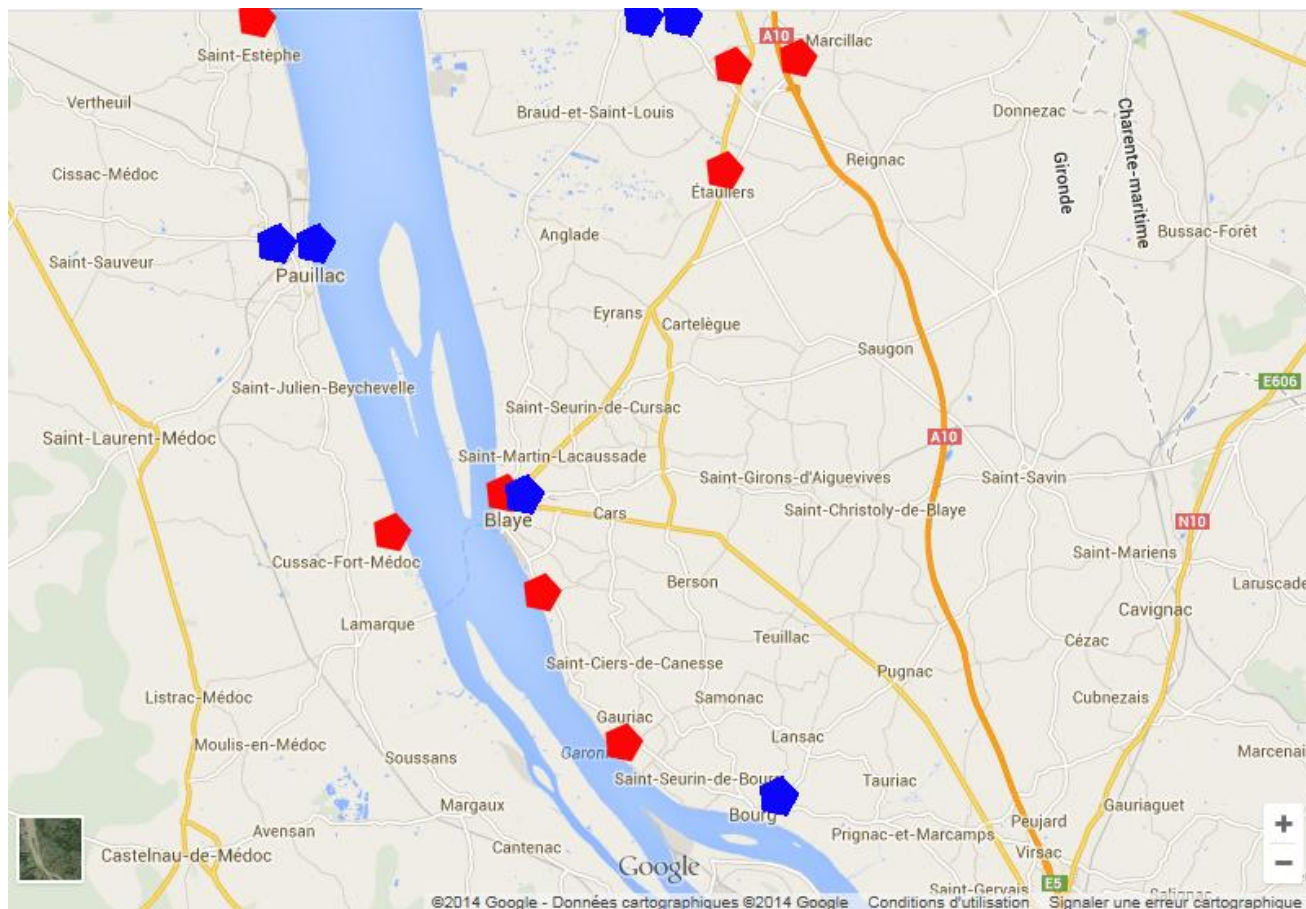 A10
Marcillac
Saint-Estèphe
Vertheuil
Braud-et-Saint-Louis
Donnezac
Charente-maritime
Gironde
Reignac
Cissac-Médoc
Étauliers
Anglade
Bussac-Forêt
Saint-Sauveur
Pauillac
Eyrans
Cartelègue
Saugon
E606
Saint-Julien-Beychevelle
Saint-Seurin-de-Cursac
Saint-Laurent-Médoc
A10
Saint-Martin-Lacaussade
Saint-Girons-d'Aiguevives
Saint-Savin
Saint-Christoly-de-Blaye
Cars
Blaye
N10
Saint-Mariens
Cussac-Fort-Médoc
Berson
Laruscade
Cavignac
Lamarque
Teuillac
Cézac
Saint-Ciers-de-Canesse
Pugnac
Listrac-Médoc
Samonac
Cubnezais
Gauriac
Moulis-en-Médoc
Lansac
Soussans
Marcenai
Saint-Seurin-de-Bourg
Tauriac
Margaux
Bourg
Gauriaguet
Avensan
Prignac-et-Marcamps
Peujard
Cantenac
Virsac
Castelnau-de-Médoc
Google
E5
Saint-Gervais
©2014 Google - Données cartographiques ©2014 Google Conditions d'utilisation Signaler une erreur cartographique